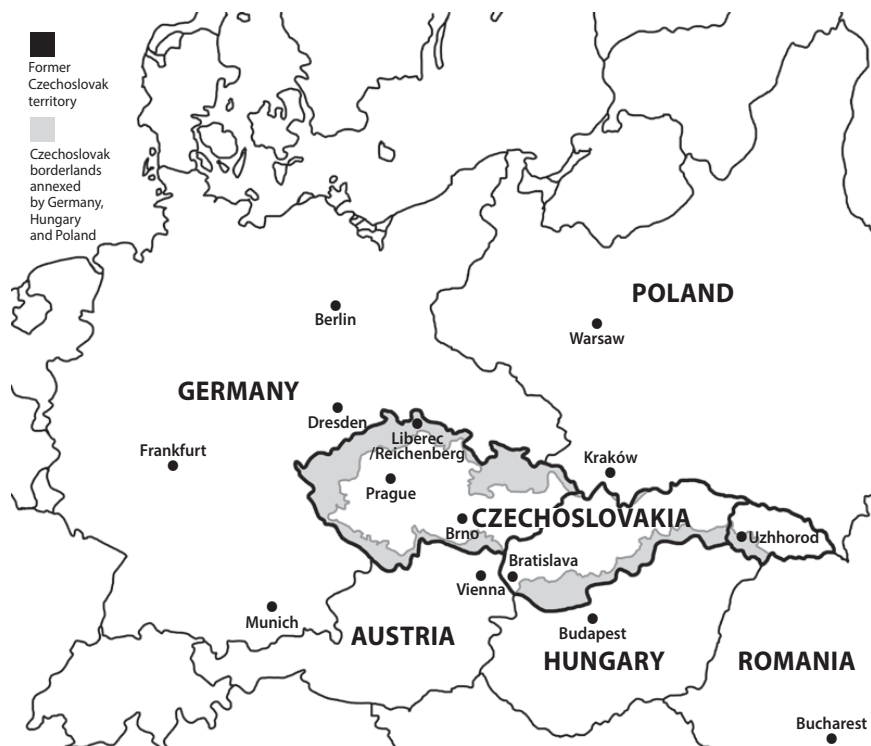 Former
Czechoslovak
territory
Czechoslovak
borderlands
annexed
by Germany,
Hungary
and Poland
POLAND
Berlin
Warsaw
GERMANY
Dresden
Liberec
/Reichenberg
Frankfurt
Kraków
Prague
CZECHOSLOVAKIA
Brno
Uzhhorod
Bratislava
Vienna
Munich
AUSTRIA
Budapest
HUNGARY
ROMANIA
Bucharest